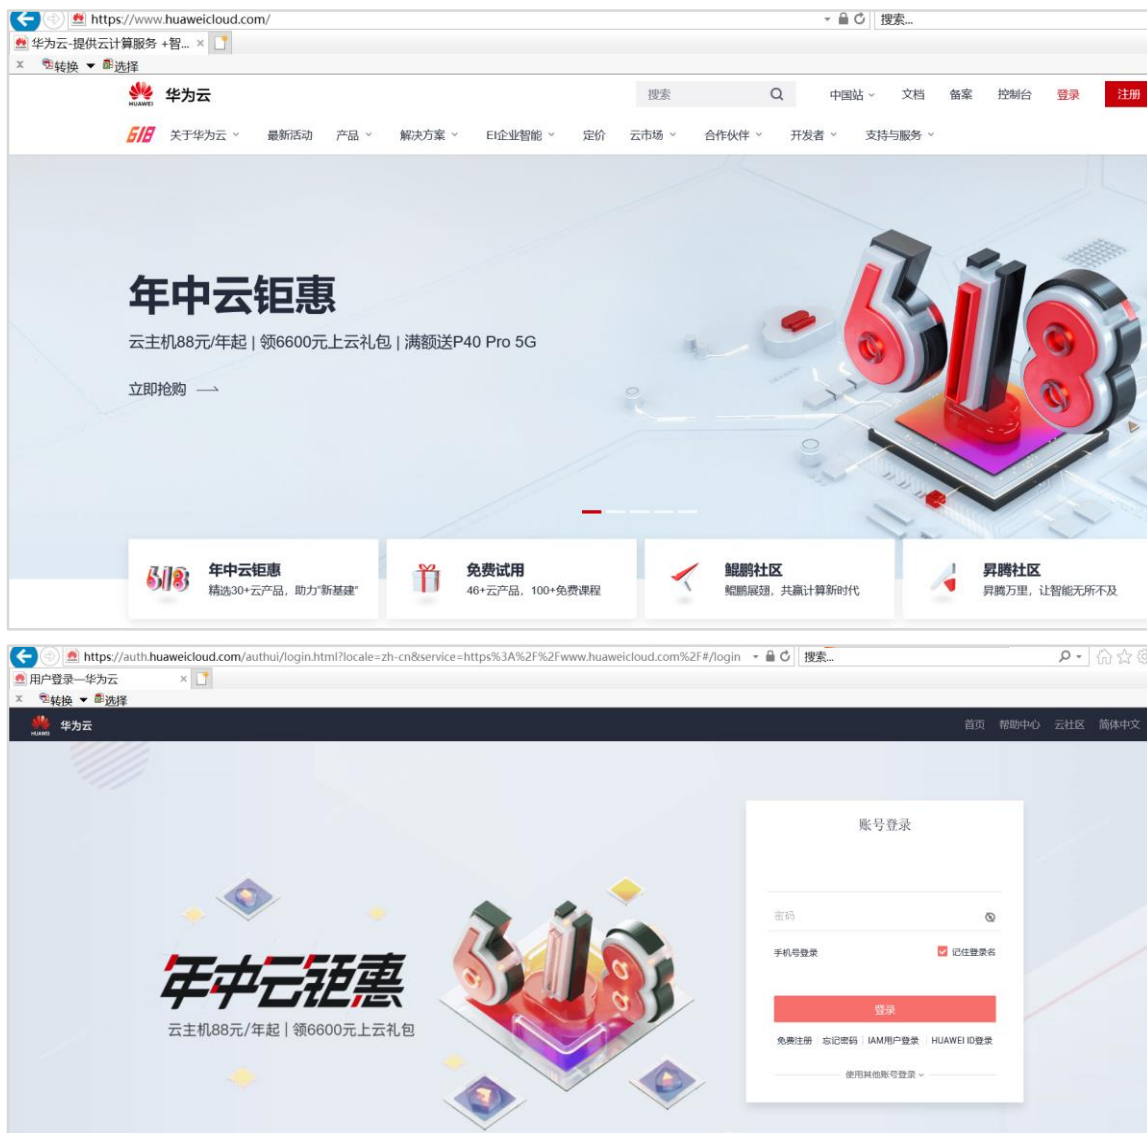 https://www.huaweicloud.com/ 搜索...
华为云-提供云计算服务 +智...
x 转换 选择
HUAWEI 华为云 搜索 中国站 文档 备案 控制台 登录 注册
618 关于华为云 最新活动 产品 解决方案 EI企业智能 定价 云市场 合作伙伴 开发者 支持与服务
年中云钜惠
云主机88元/年起 | 领6600元上云礼包 | 满额送P40 Pro 5G
立即抢购
618
618 年中云钜惠 免费试用 鲲鹏社区 昇腾社区
精选30+云产品，助力"新基建" 46+云产品，100+免费课程 鲲鹏展翅，共赢计算新时代 昇腾万里，让智能无所不及
https://auth.huaweicloud.com/authui/login.html?locale=zh-cn&service=https%3A%2F%2Fwww.huaweicloud.com%2F#/login 搜索...
用户登录—华为云
x 转换 选择
HUAWEI 华为云 首页 帮助中心 云社区 简体中文
账号登录
密码
手机号登录 记住登录名
登录
免费注册 | 忘记密码 | IAM用户登录 | HUAWEI ID登录
使用其他账号登录
年中云钜惠
云主机88元/年起 | 领6600元上云礼包
618